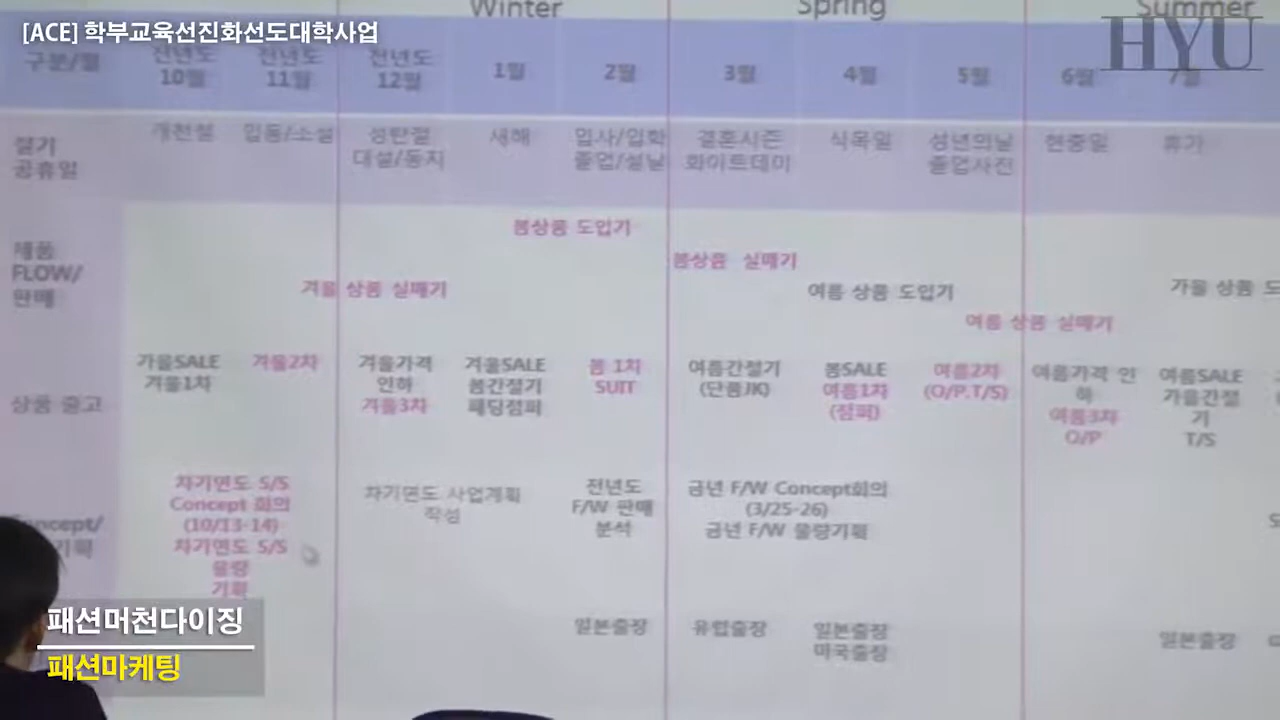 [ACE] 학부교육선진화선도대학사업
HYU
Winter Spring Summer
구분/월 전년도 10월 전년도 11월 전년도 12월 1월 2월 3월 4월 5월 6월 7월
절기 공휴일
개천절 입동/소설 성탄절 새해 입사/입학 결혼시즌 식목일 성년의날 현충일 휴가
대설/동지 졸업/설날 화이트데이 졸업사진
제품
FLOW/
판매
봄상품 도입기
봄상품 실매기
겨울 상품 실매기
여름 상품 도입기
가을 상품
여름 상품 실매기
상품 출고
가을SALE
겨울1차
겨울2차
겨울가격
인하
겨울3차
겨울SALE
봄간절기
패딩점퍼
봄 1차
SUIT
여름간절기
(단품JK)
봄SALE
여름1차
(점퍼)
여름2차
(O/P.T/S)
여름가격 인
하
여름3차
O/P
여름SALE
가을간절
기
T/S
차기연도 S/S
Concept 회의
(10/13-14)
차기연도 S/S
물량
기획
차기연도 사업계획
작성
전년도
F/W 판매
분석
금년 F/W Concept회의
(3/25-26)
금년 F/W 물량기획
일본출장
유럽출장
일본출장
미국출장
일본출장
패션머천다이징
패션마케팅